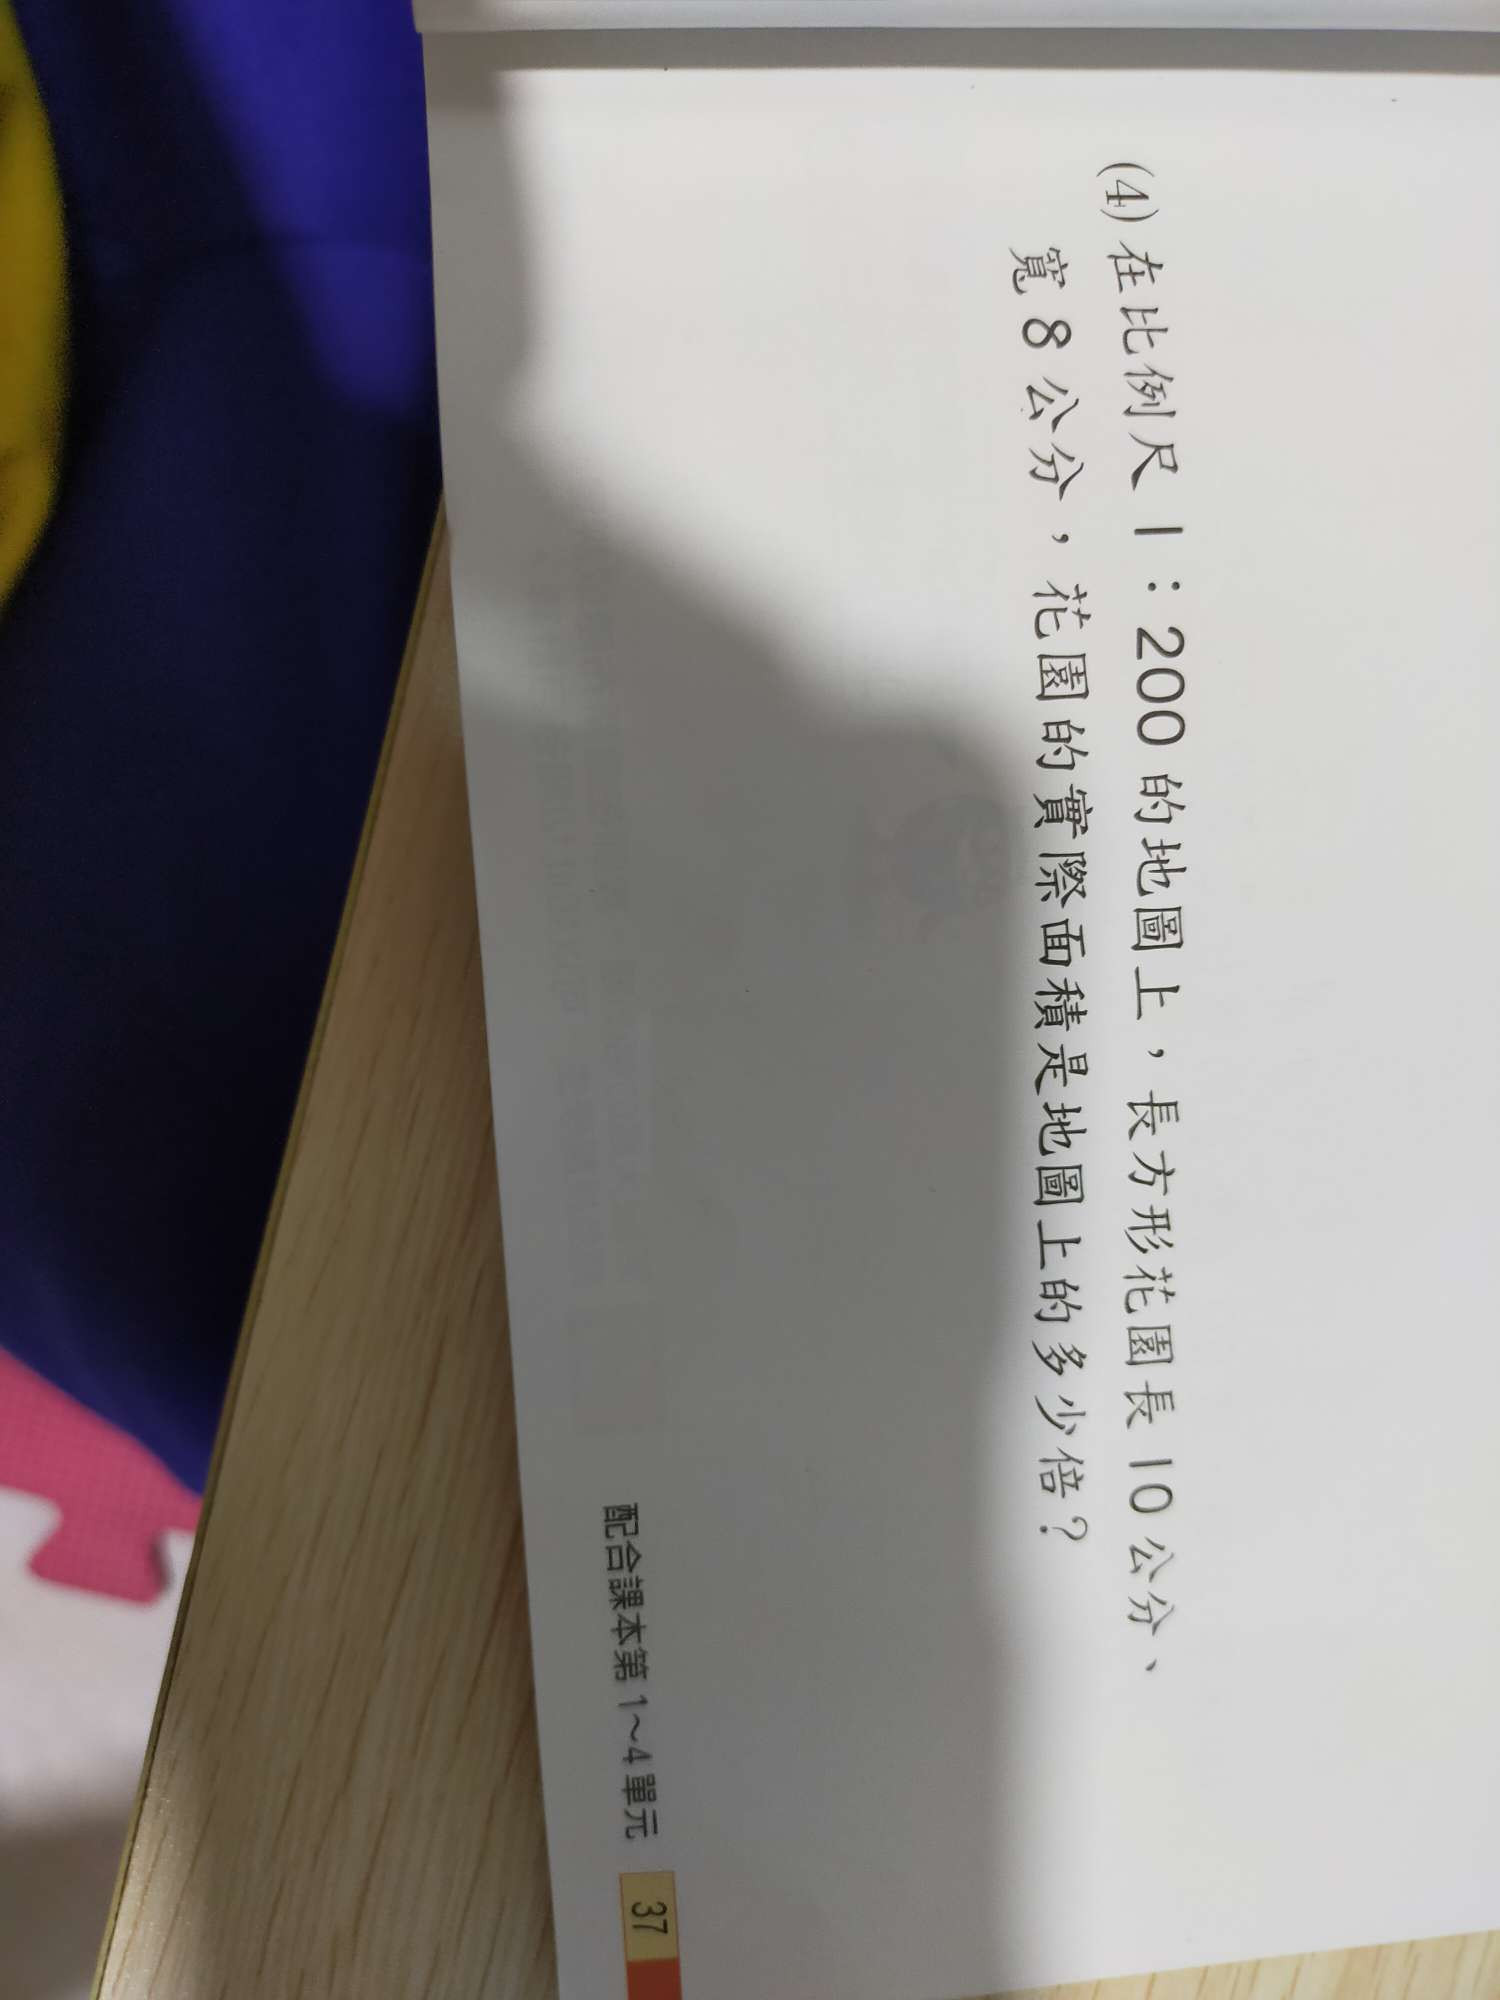 (4) 在比例尺 1：200 的地圖上，長方形花園長 10 公分、
寬 8 公分，花園的實際面積是地圖上的多少倍？
配合課本第 1～4 單元 37